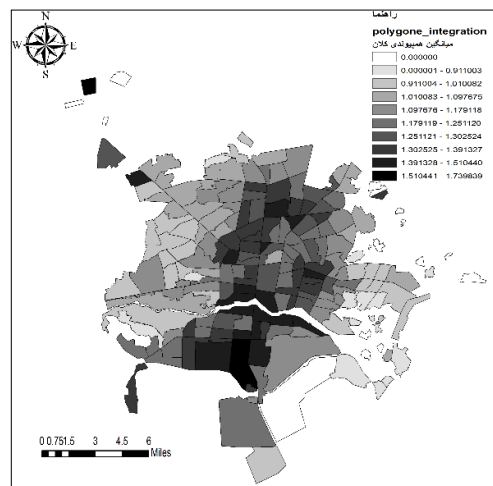 راهنما
polygone_integration
میانگین همپیوندی کلان
0.000000
0.000001 - 0.911003
0.911004 - 1.010082
1.010083 - 1.097675
1.097676 - 1.179118
1.179119 - 1.251120
1.251121 - 1.302524
1.302525 - 1.391327
1.391328 - 1.510440
1.510441 - 1.739839
N
W E
S
0 0.751.5 3 4.5 6
Miles